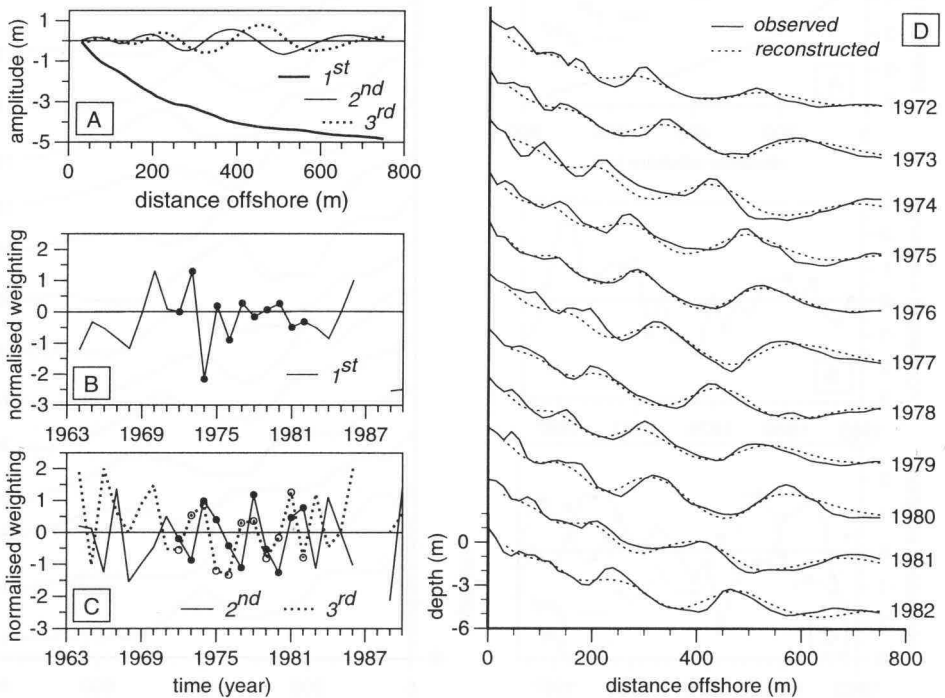 amplitude (m)
1
-1
-3
-5
1st
2nd
3rd
A
0
200
400
600
800
distance offshore (m)
normalised weighting
2
1
0
-1
-2
-3
B
1st
1963
1969
1975
1981
1987
normalised weighting
2
1
0
-1
-2
-3
C
2nd
3rd
1963
1969
1975
1981
1987
time (year)
observed
reconstructed
D
1972
1973
1974
1975
1976
1977
1978
1979
1980
1981
1982
depth (m)
0
-3
-6
0
200
400
600
800
distance offshore (m)